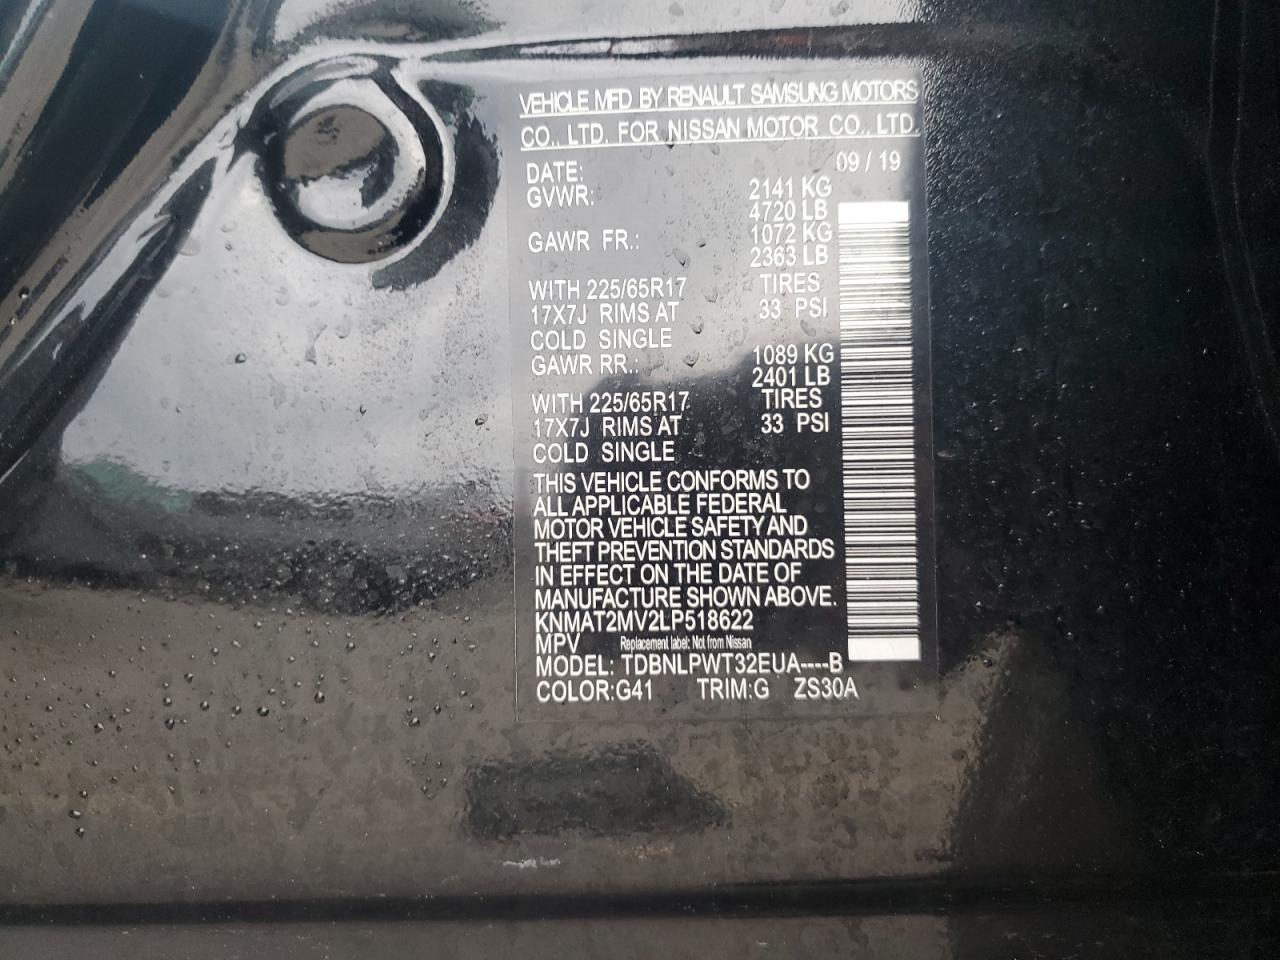 VEHICLE MFD BY RENAULT SAMSUNG MOTORS
CO., LTD. FOR NISSAN MOTOR CO., LTD.
DATE: 09 / 19
GVWR: 2141 KG
4720 LB
GAWR FR.: 1072 KG
2363 LB
WITH 225/65R17 TIRES
17X7J RIMS AT 33 PSI
COLD SINGLE
GAWR RR.: 1089 KG
2401 LB
WITH 225/65R17 TIRES
17X7J RIMS AT 33 PSI
COLD SINGLE
THIS VEHICLE CONFORMS TO
ALL APPLICABLE FEDERAL
MOTOR VEHICLE SAFETY AND
THEFT PREVENTION STANDARDS
IN EFFECT ON THE DATE OF
MANUFACTURE SHOWN ABOVE.
KNMAT2MV2LP518622
MPV Replacement label: Not from Nissan
MODEL: TDBNLPWT32EUA----B
COLOR:G41 TRIM:G ZS30A